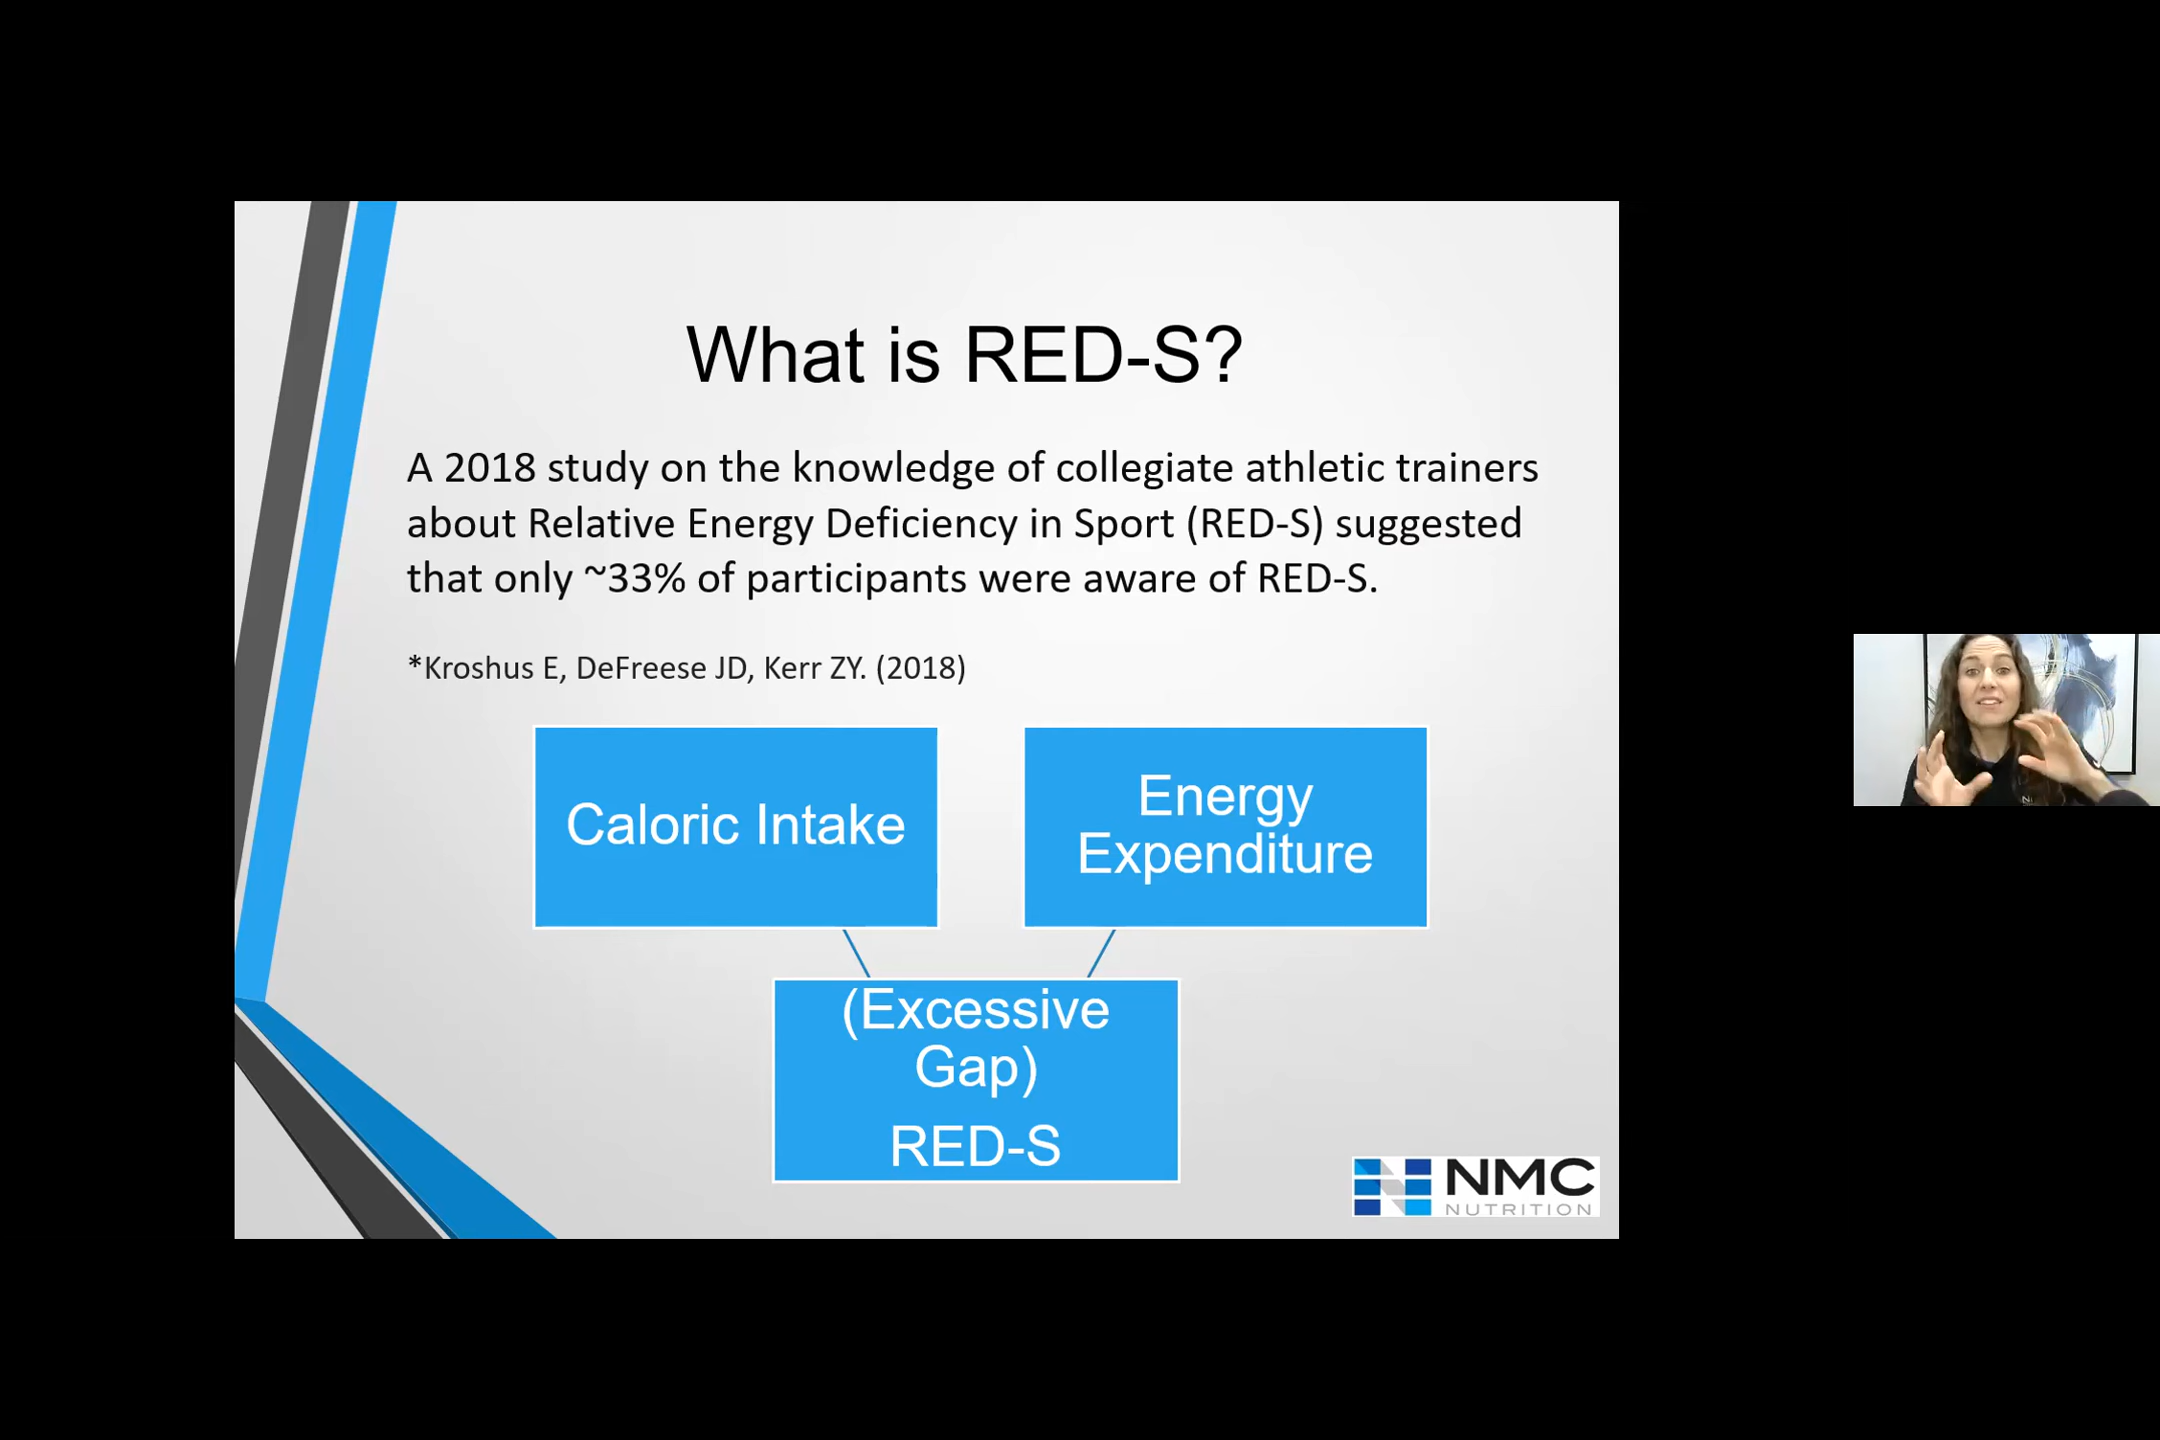 What is RED-S?
A 2018 study on the knowledge of collegiate athletic trainers
about Relative Energy Deficiency in Sport (RED-S) suggested
that only ~33% of participants were aware of RED-S.
*Kroshus E, DeFreese JD, Kerr ZY. (2018)
Caloric Intake
Energy
Expenditure
(Excessive
Gap)
RED-S
NMC
NUTRITION